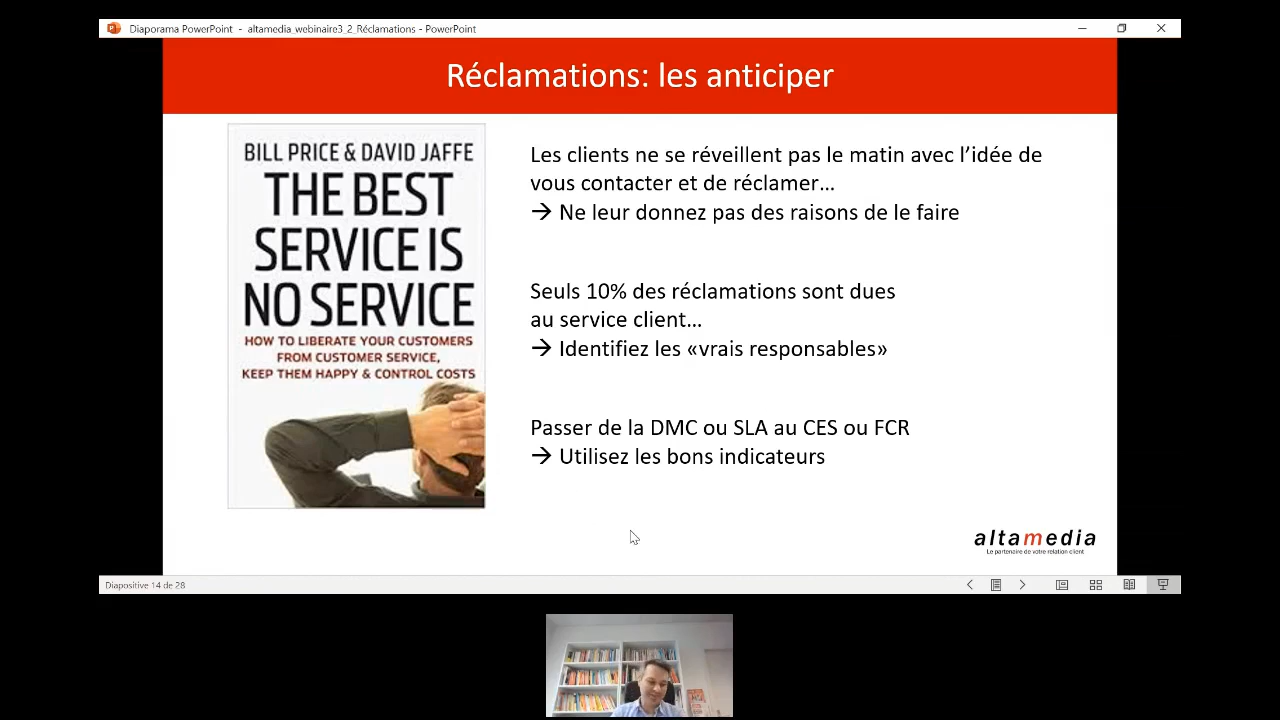 Diaporama PowerPoint - altamedia_webinaire3_2_Réclamations - PowerPoint
Réclamations: les anticiper
BILL PRICE & DAVID JAFFE
THE BEST
SERVICE IS
NO SERVICE
HOW TO LIBERATE YOUR CUSTOMERS
FROM CUSTOMER SERVICE,
KEEP THEM HAPPY & CONTROL COSTS
Les clients ne se réveillent pas le matin avec l’idée de
vous contacter et de réclamer…
→ Ne leur donnez pas des raisons de le faire
Seuls 10% des réclamations sont dues
au service client…
→ Identifiez les «vrais responsables»
Passer de la DMC ou SLA au CES ou FCR
→ Utilisez les bons indicateurs
altamedia
Le partenaire de votre relation client
Diapositive 14 de 28